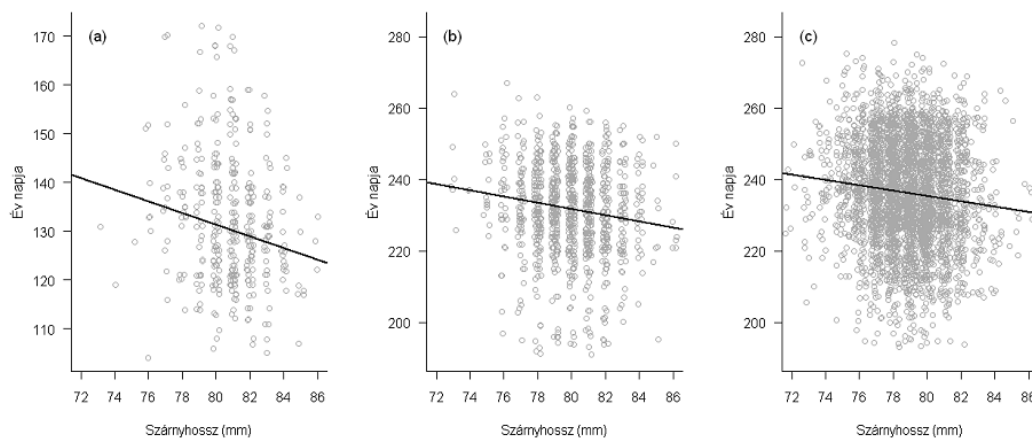 (a)
Év napja
170
160
150
140
130
120
110
72 74 76 78 80 82 84 86
Szárnyhossz (mm)
(b)
Év napja
280
260
240
220
200
72 74 76 78 80 82 84 86
Szárnyhossz (mm)
(c)
Év napja
280
260
240
220
200
72 74 76 78 80 82 84 86
Szárnyhossz (mm)